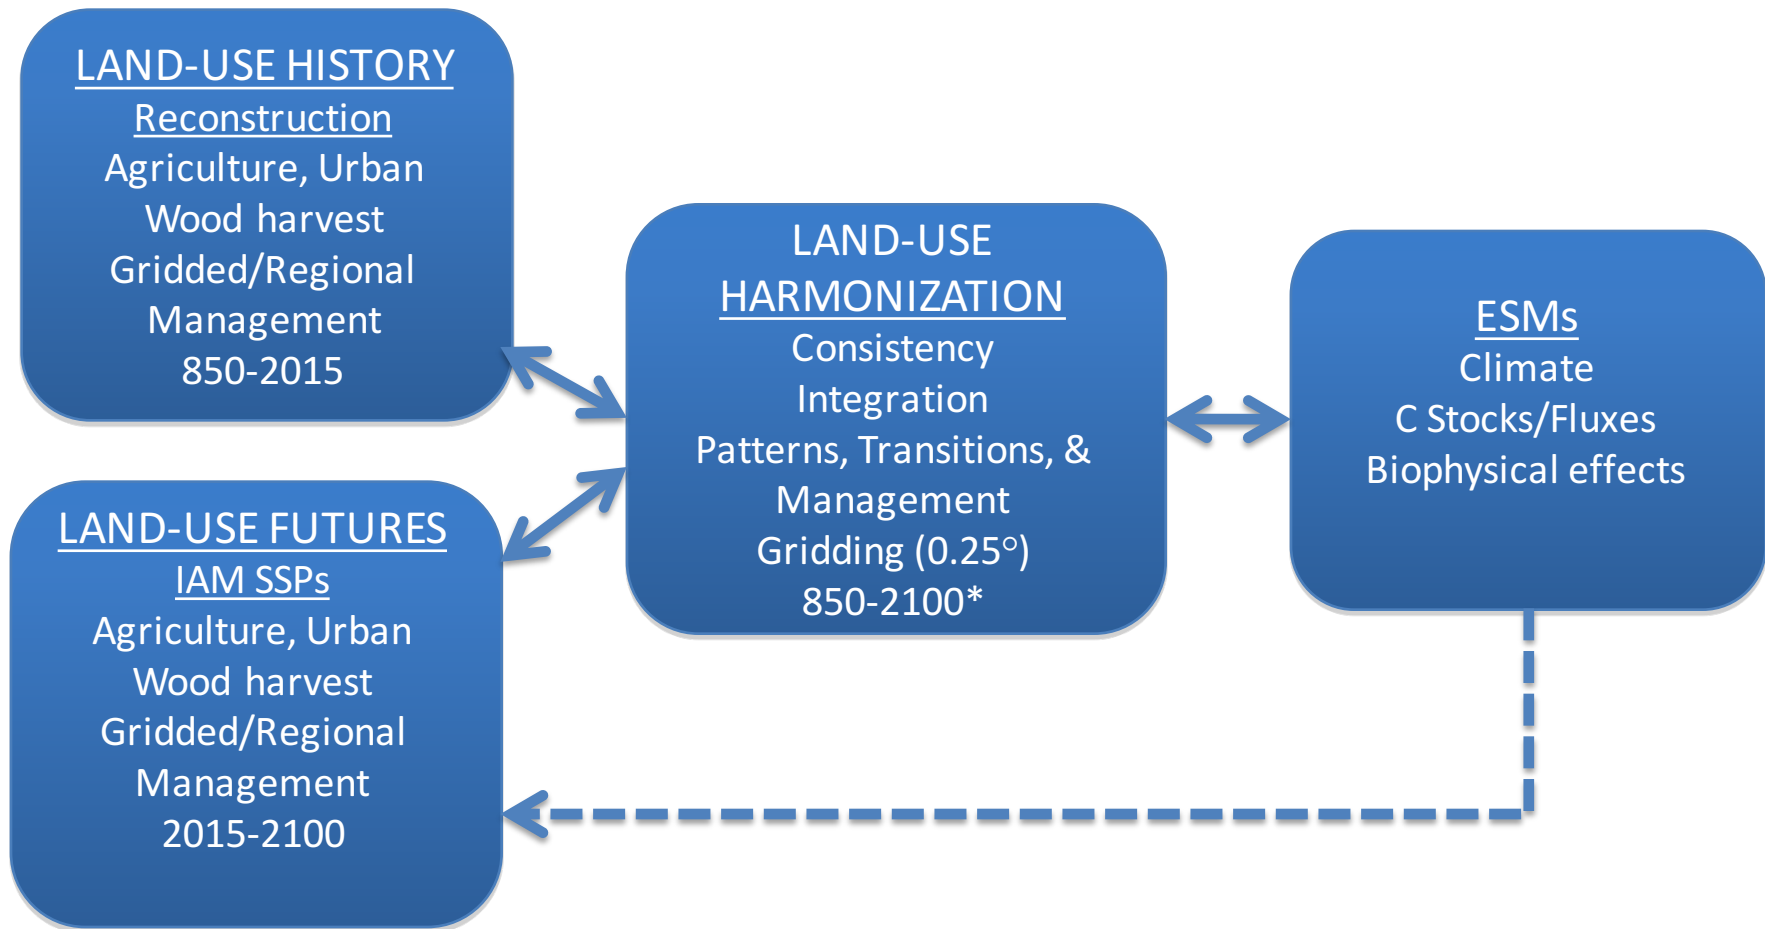 LAND-USE HISTORY
Reconstruction
Agriculture, Urban
Wood harvest
Gridded/Regional
Management
850-2015
LAND-USE FUTURES
IAM SSPs
Agriculture, Urban
Wood harvest
Gridded/Regional
Management
2015-2100
LAND-USE
HARMONIZATION
Consistency
Integration
Patterns, Transitions, &
Management
Gridding (0.25°)
850-2100*
ESMs
Climate
C Stocks/Fluxes
Biophysical effects